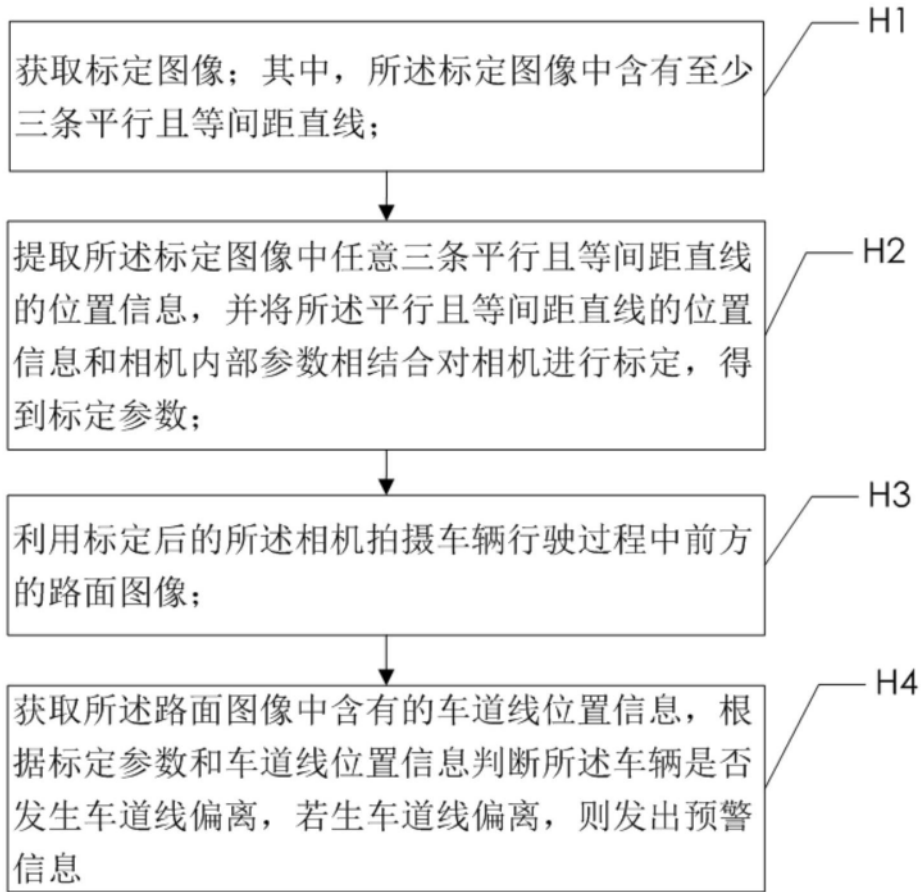 H1
获取标定图像；其中，所述标定图像中含有至少
三条平行且等间距直线；
H2
提取所述标定图像中任意三条平行且等间距直线
的位置信息，并将所述平行且等间距直线的位置
信息和相机内部参数相结合对相机进行标定，得
到标定参数；
H3
利用标定后的所述相机拍摄车辆行驶过程中前方
的路面图像；
H4
获取所述路面图像中含有的车道线位置信息，根
据标定参数和车道线位置信息判断所述车辆是否
发生车道线偏离，若生车道线偏离，则发出预警
信息